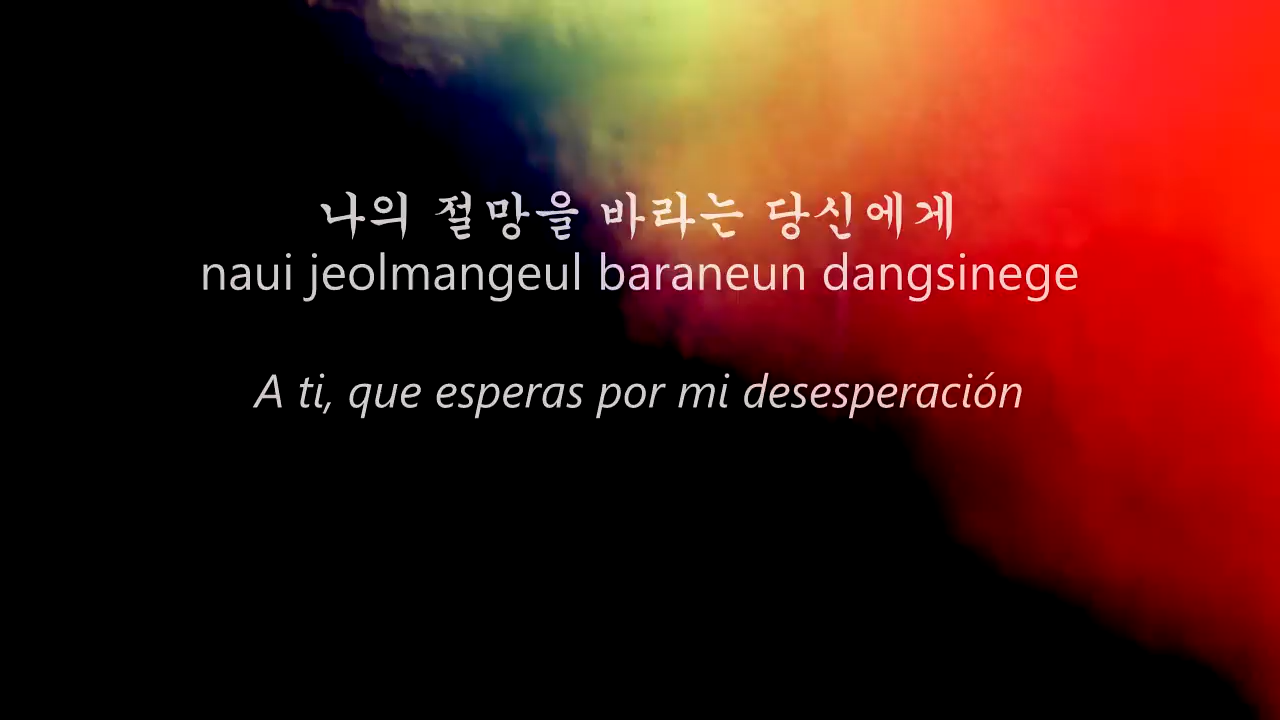 나의 절망을 바라는 당신에게
naui jeolmangeul baraneun dangsinege
A ti, que esperas por mi desesperación